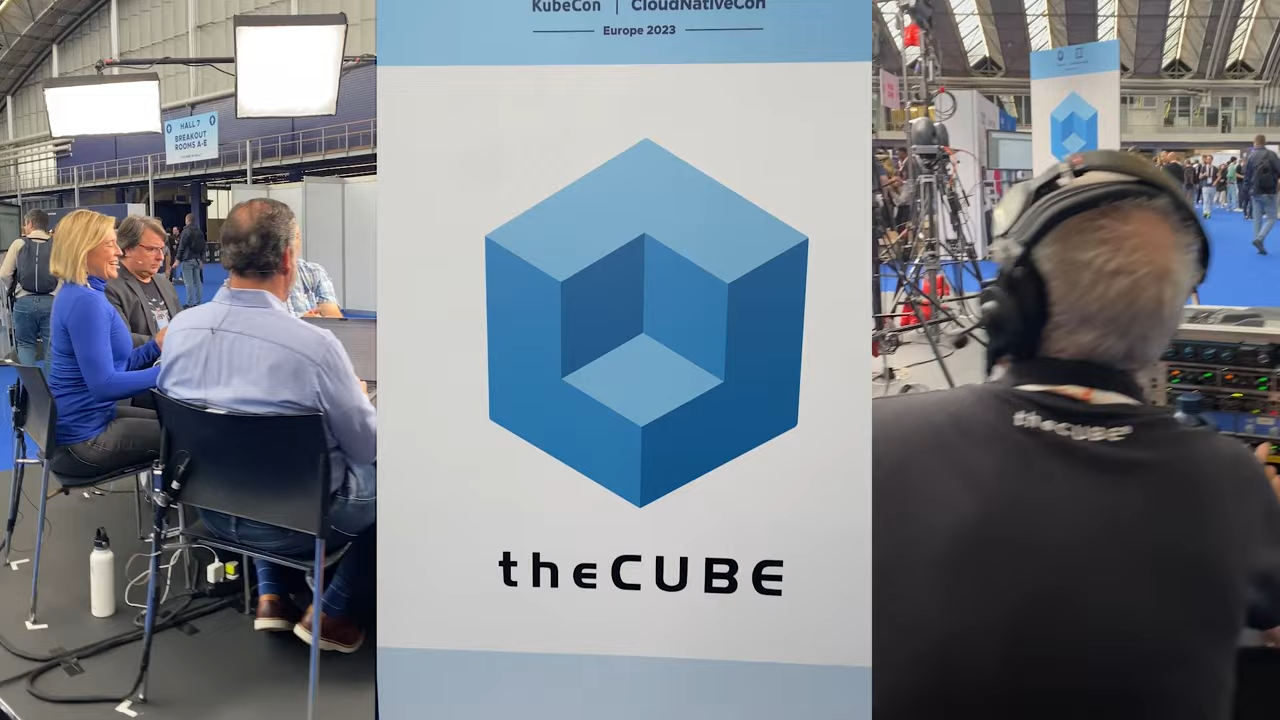 HALL 7
BREAKOUT
ROOMS A-E
KubeCon | CloudNativeCon
Europe 2023
theCUBE
theCUBE